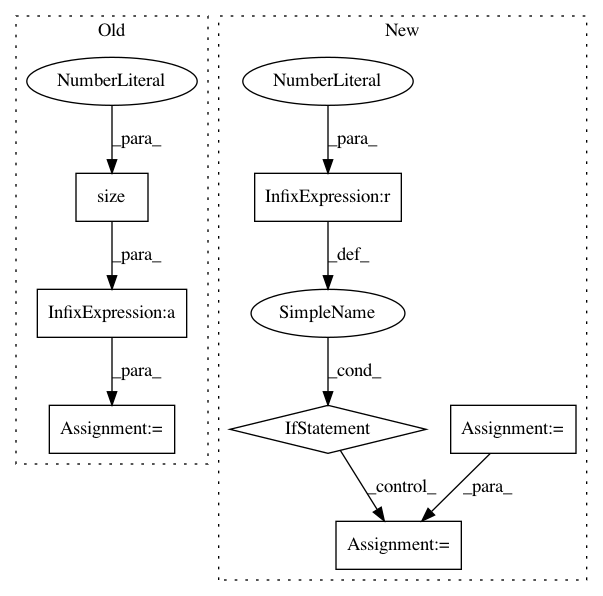 Old
New
NumberLiteral
NumberLiteral
_para_
_para_
size
InfixExpression:r
_para_
_def_
InfixExpression:a
SimpleName
_para_
_cond_
Assignment:=
IfStatement
Assignment:=
_control_
_para_
Assignment:=